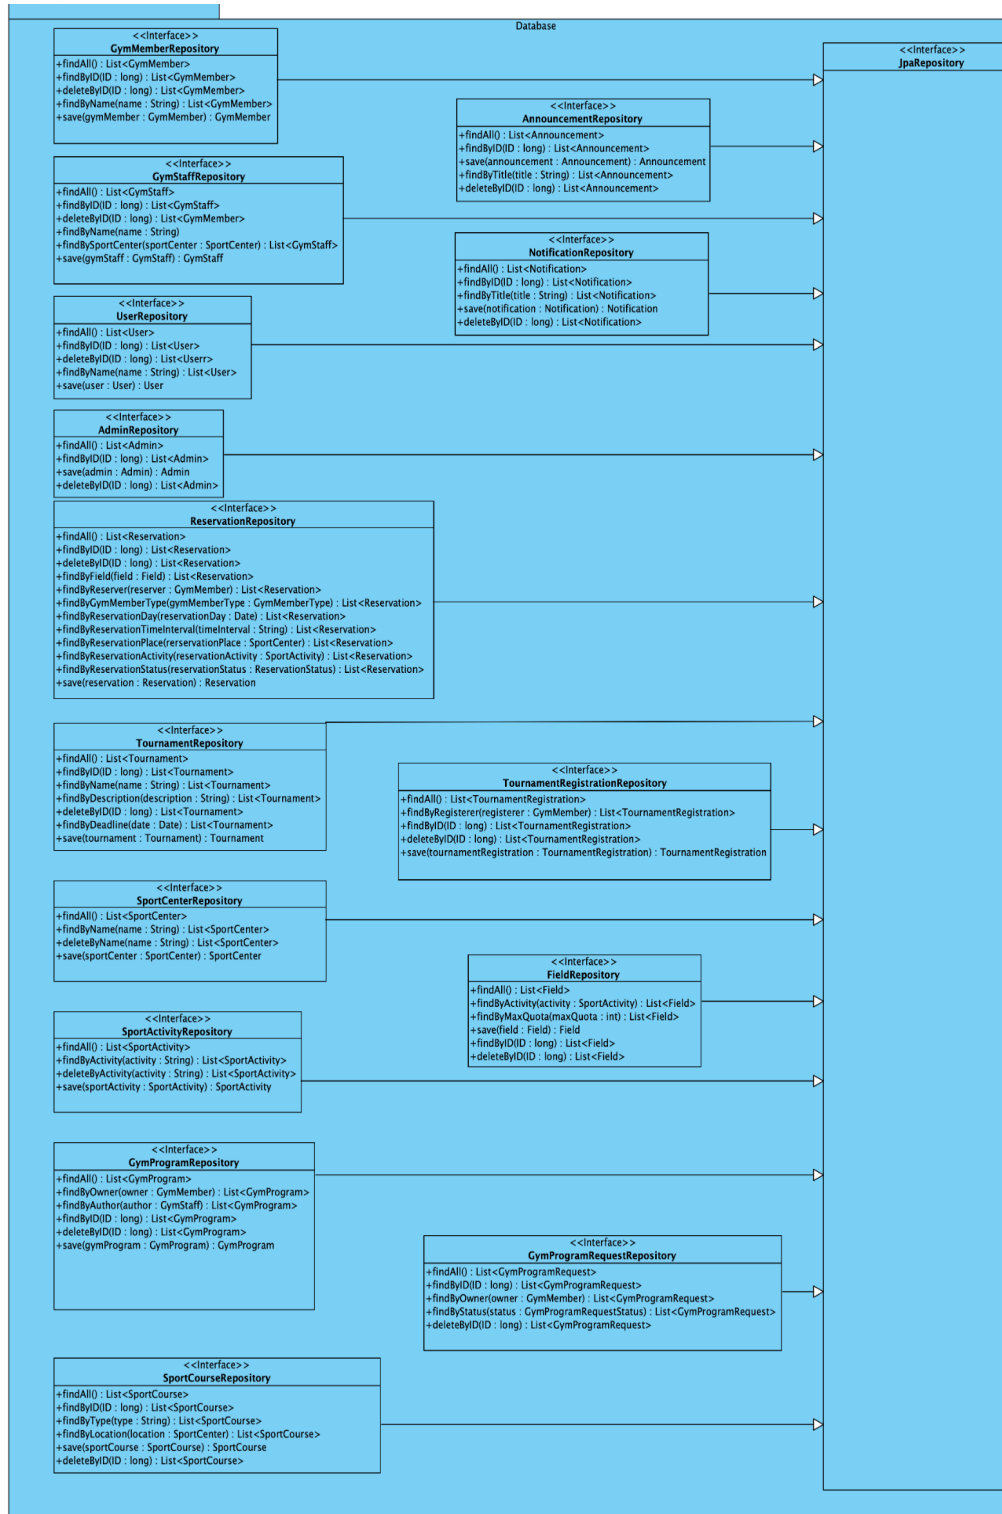 Database
<<Interface>>
GymMemberRepository
+findAll() : List<GymMember>
+findByID(ID : long) : List<GymMember>
+deleteByID(ID : long) : List<GymMember>
+findByName(name : String) : List<GymMember>
+save(gymMember : GymMember) : GymMember
<<Interface>>
JpaRepository
<<Interface>>
AnnouncementRepository
+findAll() : List<Announcement>
+findByID(ID : long) : List<Announcement>
+save(announcement : Announcement) : Announcement
+findByTitle(title : String) : List<Announcement>
+deleteByID(ID : long) : List<Announcement>
<<Interface>>
GymStaffRepository
+findAll() : List<GymStaff>
+findByID(ID : long) : List<GymStaff>
+deleteByID(ID : long) : List<GymMember>
+findByName(name : String)
+findBySportCenter(sportCenter : SportCenter) : List<GymStaff>
+save(gymStaff : GymStaff) : GymStaff
<<Interface>>
NotificationRepository
+findAll() : List<Notification>
+findByID(ID : long) : List<Notification>
+findByTitle(title : String) : List<Notification>
+save(notification : Notification) : Notification
+deleteByID(ID : long) : List<Notification>
<<Interface>>
UserRepository
+findAll() : List<User>
+findByID(ID : long) : List<User>
+deleteByID(ID : long) : List<Userr>
+findByName(name : String) : List<User>
+save(user : User) : User
<<Interface>>
AdminRepository
+findAll() : List<Admin>
+findByID(ID : long) : List<Admin>
+save(admin : Admin) : Admin
+deleteByID(ID : long) : List<Admin>
<<Interface>>
ReservationRepository
+findAll() : List<Reservation>
+findByID(ID : long) : List<Reservation>
+deleteByID(ID : long) : List<Reservation>
+findByField(field : Field) : List<Reservation>
+findByReserver(reserver : GymMember) : List<Reservation>
+findByGymMemberType(gymMemberType : GymMemberType) : List<Reservation>
+findByReservationDay(reservationDay : Date) : List<Reservation>
+findByReservationTimeInterval(timeInterval : String) : List<Reservation>
+findByReservationPlace(rerservationPlace : SportCenter) : List<Reservation>
+findByReservationActivity(reservationActivity : SportActivity) : List<Reservation>
+findByReservationStatus(reservationStatus : ReservationStatus) : List<Reservation>
+save(reservation : Reservation) : Reservation
<<Interface>>
TournamentRepository
+findAll() : List<Tournament>
+findByID(ID : long) : List<Tournament>
+findByName(name : String) : List<Tournament>
+findByDescription(description : String) : List<Tournament>
+deleteByID(ID : long) : List<Tournament>
+findByDeadline(date : Date) : List<Tournament>
+save(tournament : Tournament) : Tournament
<<Interface>>
TournamentRegistrationRepository
+findAll() : List<TournamentRegistration>
+findByRegisterer(registerer : GymMember) : List<TournamentRegistration>
+findByID(ID : long) : List<TournamentRegistration>
+deleteByID(ID : long) : List<TournamentRegistration>
+save(tournamentRegistration : TournamentRegistration) : TournamentRegistration
<<Interface>>
SportCenterRepository
+findAll() : List<SportCenter>
+findByName(name : String) : List<SportCenter>
+deleteByName(name : String) : List<SportCenter>
+save(sportCenter : SportCenter) : SportCenter
<<Interface>>
FieldRepository
+findAll() : List<Field>
+findByActivity(activity : SportActivity) : List<Field>
+findByMaxQuota(maxQuota : int) : List<Field>
+save(field : Field) : Field
+findByID(ID : long) : List<Field>
+deleteByID(ID : long) : List<Field>
<<Interface>>
SportActivityRepository
+findAll() : List<SportActivity>
+findByActivity(activity : String) : List<SportActivity>
+deleteByActivity(activity : String) : List<SportActivity>
+save(sportActivity : SportActivity) : SportActivity
<<Interface>>
GymProgramRepository
+findAll() : List<GymProgram>
+findByOwner(owner : GymMember) : List<GymProgram>
+findByAuthor(author : GymStaff) : List<GymProgram>
+findByID(ID : long) : List<GymProgram>
+deleteByID(ID : long) : List<GymProgram>
+save(gymProgram : GymProgram) : GymProgram
<<Interface>>
GymProgramRequestRepository
+findAll() : List<GymProgramRequest>
+findByID(ID : long) : List<GymProgramRequest>
+findByOwner(owner : GymMember) : List<GymProgramRequest>
+findByStatus(status : GymProgramRequestStatus) : List<GymProgramRequest>
+deleteByID(ID : long) : List<GymProgramRequest>
<<Interface>>
SportCourseRepository
+findAll() : List<SportCourse>
+findByID(ID : long) : List<SportCourse>
+findByType(type : String) : List<SportCourse>
+findByLocation(location : SportCenter) : List<SportCourse>
+save(sportCourse : SportCourse) : SportCourse
+deleteByID(ID : long) : List<SportCourse>